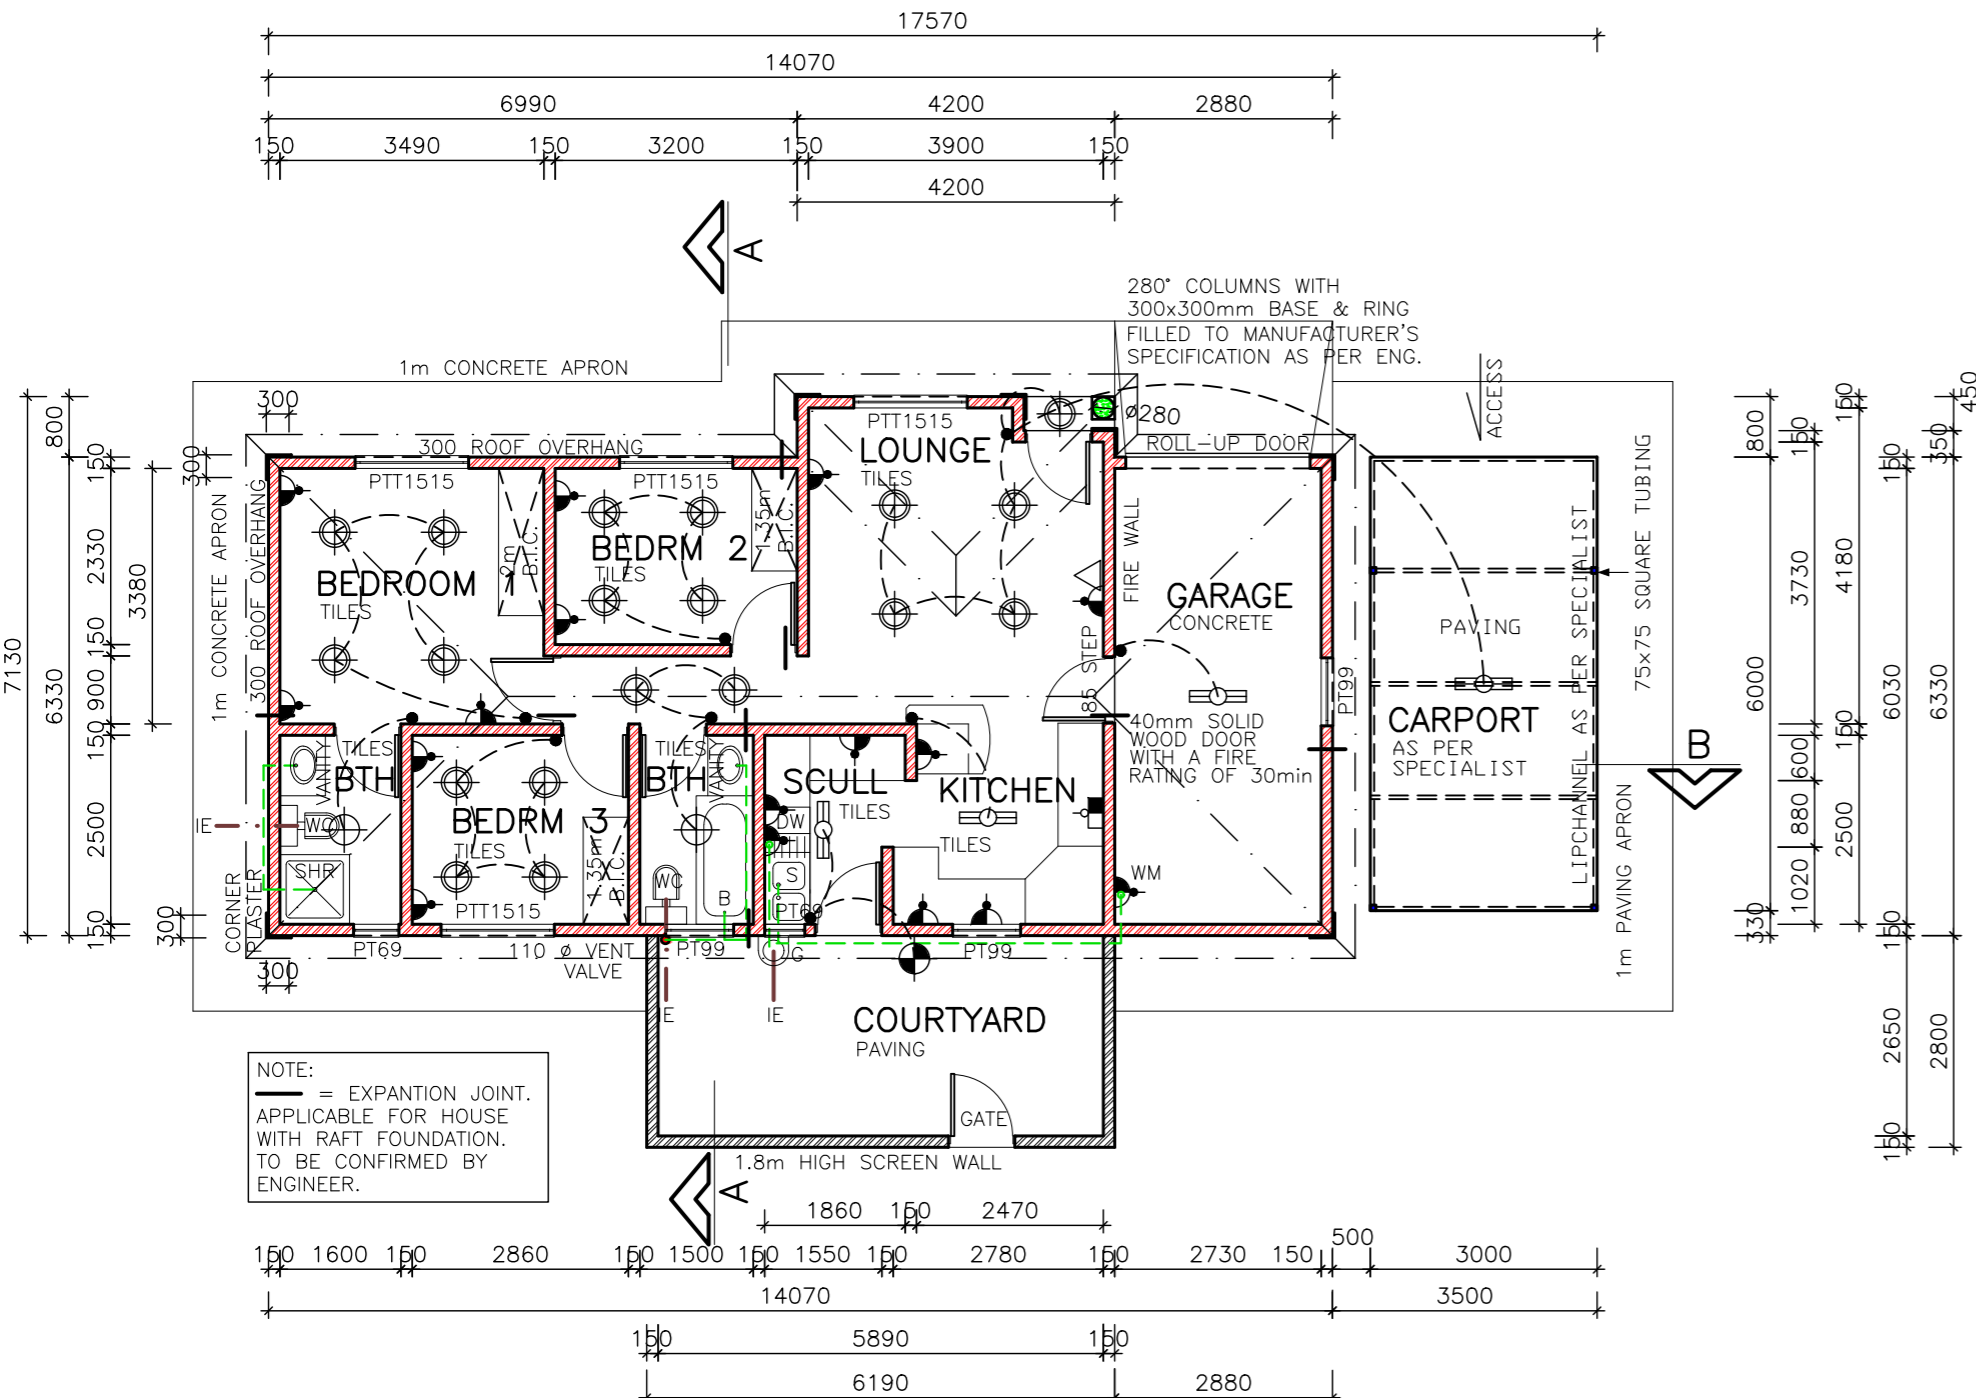 17570
14070
6990 4200 2880
150 3490 150 3200 150 3900 150
4200
A
280° COLUMNS WITH
300x300mm BASE & RING
FILLED TO MANUFACTURER'S
SPECIFICATION AS PER ENG.
1m CONCRETE APRON
ACCESS
300
300
300 ROOF OVERHANG
PTT1515
ø280
ROLL-UP DOOR
LOUNGE
TILES
PTT1515
PTT1515
1m CONCRETE APRON
300 ROOF OVERHANG
2m
B.I.C.
1.35m
B.I.C.
BEDROOM 1
TILES
BEDRM 2
TILES
FIRE WALL
GARAGE
CONCRETE
85 STEP
PT99
PAVING
CARPORT
AS PER
SPECIALIST
LIPCHANNEL AS PER SPECIALIST
75x75 SQUARE TUBING
40mm SOLID
WOOD DOOR
WITH A FIRE
RATING OF 30min
B
TILES
VANITY
BTH
WC
SHR
IE
BEDRM 3
TILES
1.35m
B.I.C.
PTT1515
TILES
BTH
VANITY
WC
B
SCULL
TILES
DW
S
PT69
KITCHEN
TILES
WM
CORNER
PLASTER
300
300
PT69
110 ø VENT
VALVE
PT99
G
PT99
IE
IE
1m PAVING APRON
COURTYARD
PAVING
GATE
1.8m HIGH SCREEN WALL
A
NOTE:
= EXPANTION JOINT.
APPLICABLE FOR HOUSE
WITH RAFT FOUNDATION.
TO BE CONFIRMED BY
ENGINEER.
7130
800
6330
150
2330
150
900
150
2500
150
3380
800
6000
330
150
3730
600
880
1020
150
4180
150
2500
150
6030
150
2650
150
450
350
6330
2800
1860 150 2470
150 1600 150 2860 150 1500 150 1550 150 2780 150 2730 150 500 3000
14070 3500
150 5890 150
6190 2880